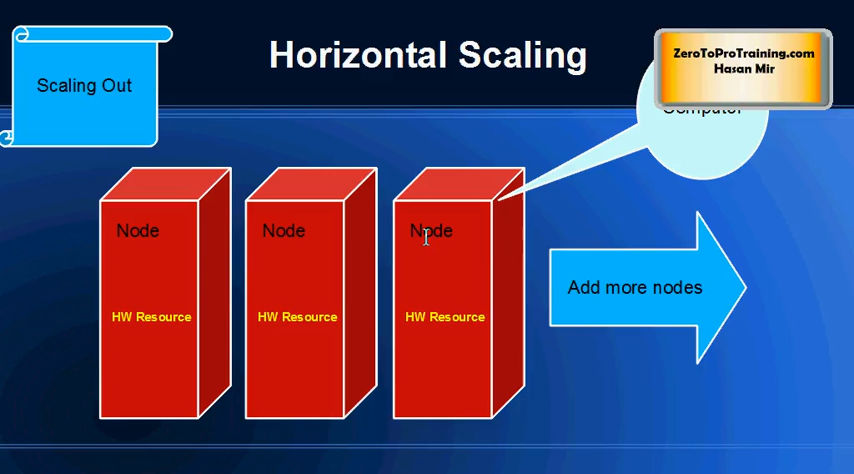 Horizontal Scaling
Scaling Out
ZeroToProTraining.com
Hasan Mir
Computer
Node
Node
Node
HW Resource
HW Resource
HW Resource
Add more nodes